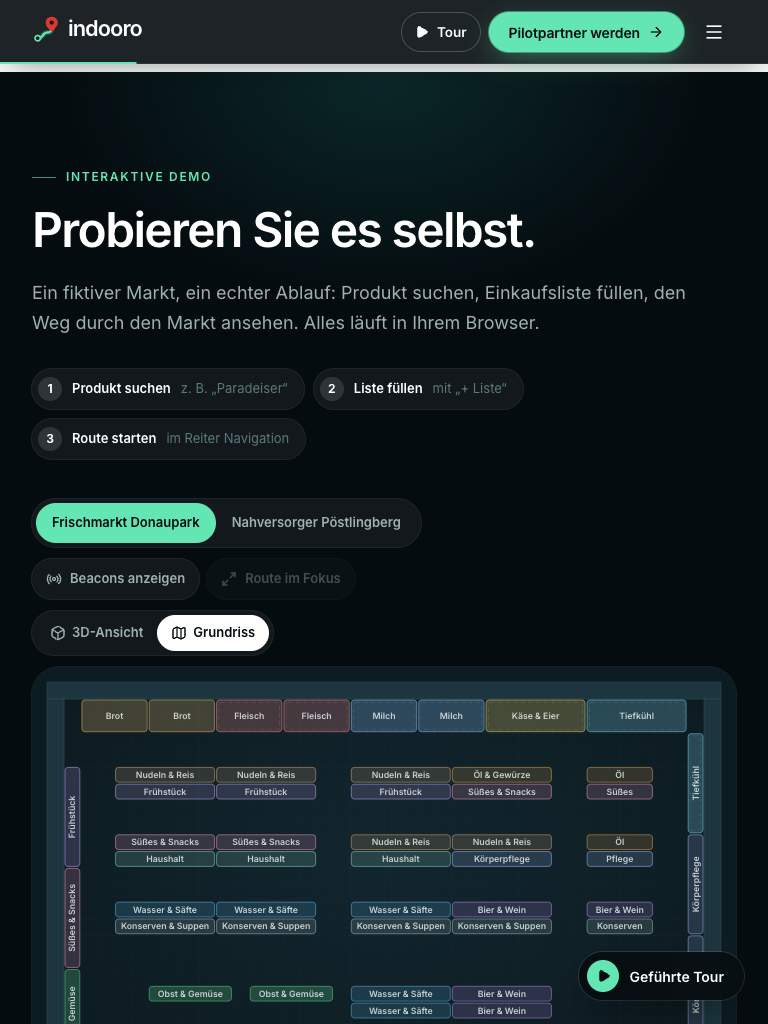 indooro
Tour
Pilotpartner werden
INTERAKTIVE DEMO
Probieren Sie es selbst.
Ein fiktiver Markt, ein echter Ablauf: Produkt suchen, Einkaufsliste füllen, den
Weg durch den Markt ansehen. Alles läuft in Ihrem Browser.
1 Produkt suchen z. B. „Paradeiser“
2 Liste füllen mit „+ Liste“
3 Route starten im Reiter Navigation
Frischmarkt Donaupark
Nahversorger Pöstlingberg
Beacons anzeigen
Route im Fokus
3D-Ansicht
Grundriss
Brot Brot Fleisch Fleisch Milch Milch Käse & Eier Tiefkühl
Tiefkühl
Frühstück
Nudeln & Reis Nudeln & Reis Nudeln & Reis Öl & Gewürze Öl
Frühstück Frühstück Frühstück Süßes & Snacks Süßes
Süßes & Snacks Süßes & Snacks Nudeln & Reis Nudeln & Reis Öl
Haushalt Haushalt Haushalt Körperpflege Pflege
Körperpflege
Süßes & Snacks
Wasser & Säfte Wasser & Säfte Wasser & Säfte Bier & Wein Bier & Wein
Konserven & Suppen Konserven & Suppen Konserven & Suppen Konserven & Suppen Konserven
Geführte Tour
Gemüse
Obst & Gemüse Obst & Gemüse Wasser & Säfte Bier & Wein
Wasser & Säfte Bier & Wein